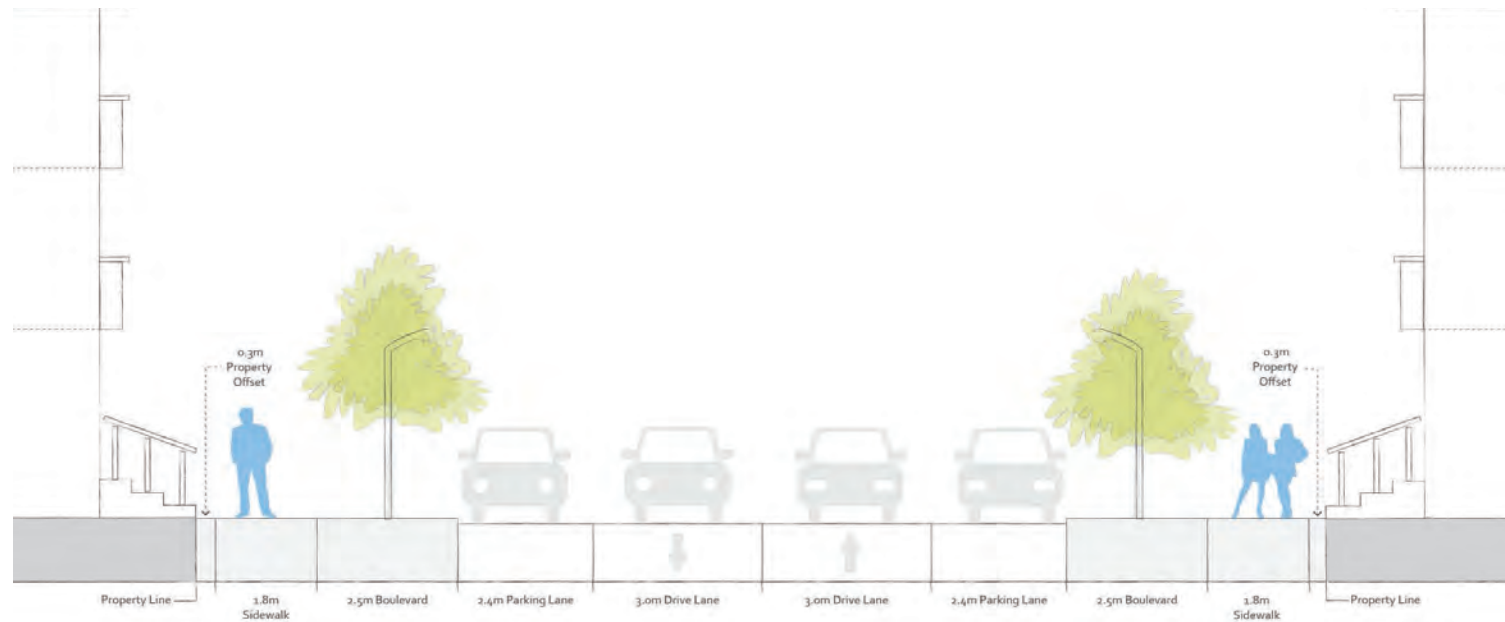 0.3m
Property
Offset
0.3m
Property
Offset
Property Line
1.8m
Sidewalk
2.5m Boulevard
2.4m Parking Lane
3.0m Drive Lane
3.0m Drive Lane
2.4m Parking Lane
2.5m Boulevard
1.8m
Sidewalk
Property Line